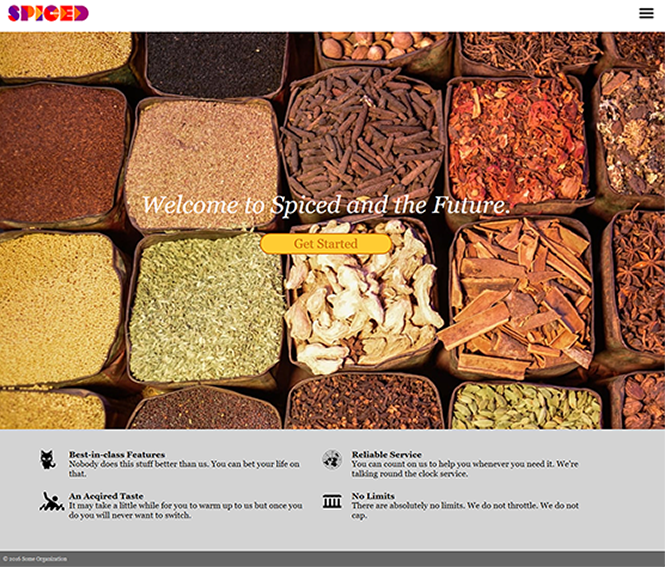 SPICED
Welcome to Spiced and the Future.
Get Started
Best-in-class Features
Nobody does this stuff better than us. You can bet your life on
that.
Reliable Service
You can count on us to help you whenever you need it. We're
talking round the clock service.
An Acqired Taste
It may take a little while for you to warm up to us but once you
do you will never want to switch.
No Limits
There are absolutely no limits. We do not throttle. We do not
cap.
© 2016 Some Organization